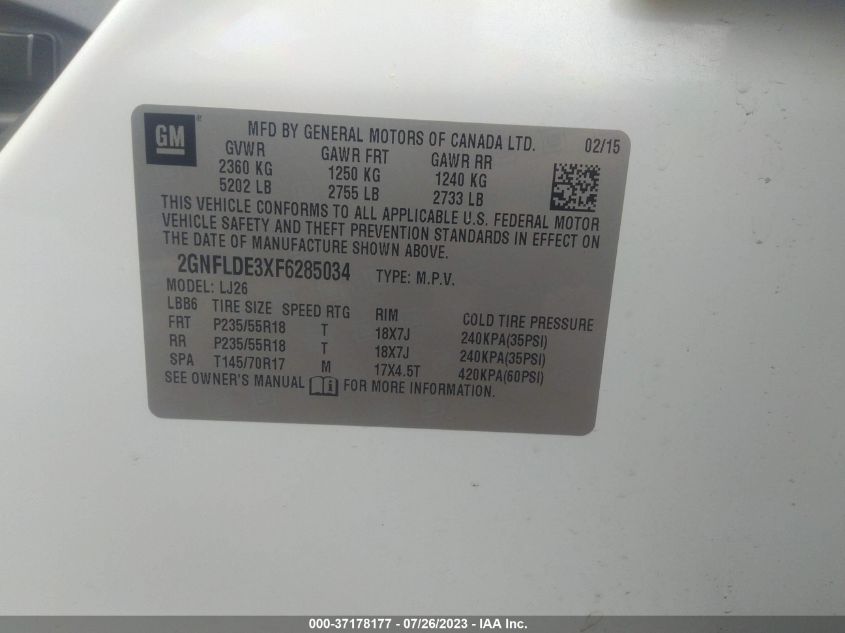 GM
MFD BY GENERAL MOTORS OF CANADA LTD. 02/15
GVWR GAWR FRT GAWR RR
2360 KG 1250 KG 1240 KG
5202 LB 2755 LB 2733 LB
THIS VEHICLE CONFORMS TO ALL APPLICABLE U.S. FEDERAL MOTOR
VEHICLE SAFETY AND THEFT PREVENTION STANDARDS IN EFFECT ON
THE DATE OF MANUFACTURE SHOWN ABOVE.
2GNFLDE3XF6285034 TYPE: M.P.V.
MODEL: LJ26
LBB6 TIRE SIZE SPEED RTG RIM COLD TIRE PRESSURE
FRT P235/55R18 T 18X7J 240KPA(35PSI)
RR P235/55R18 T 18X7J 240KPA(35PSI)
SPA T145/70R17 M 17X4.5T 420KPA(60PSI)
SEE OWNER'S MANUAL FOR MORE INFORMATION.
000-37178177 - 07/26/2023 - IAA Inc.